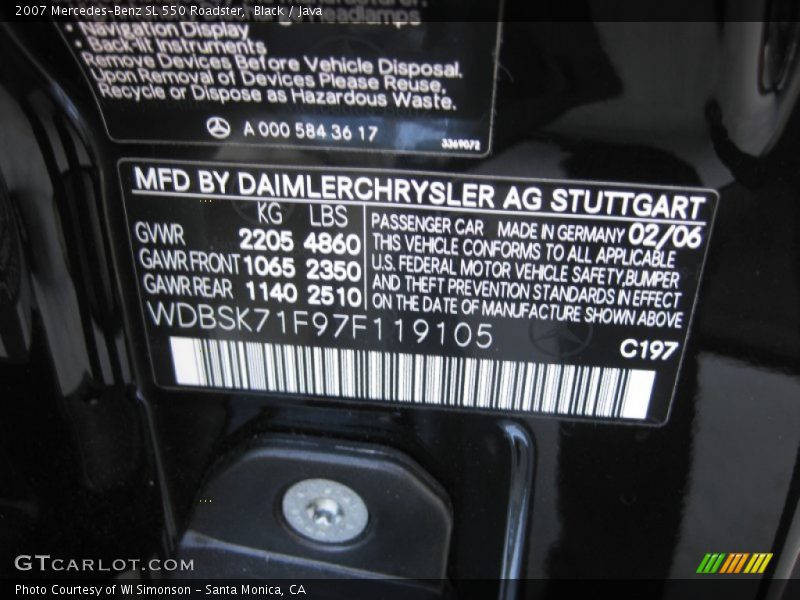 2007 Mercedes-Benz SL 550 Roadster, Black / Java
Headlamps
• Navigation Display
• Back-lit Instruments
Remove Devices Before Vehicle Disposal.
Upon Removal of Devices Please Reuse,
Recycle or Dispose as Hazardous Waste.
A 000 584 36 17
3369072
MFD BY DAIMLERCHRYSLER AG STUTTGART
KG LBS
GVWR 2205 4860
GAWR FRONT 1065 2350
GAWR REAR 1140 2510
PASSENGER CAR MADE IN GERMANY 02/06
THIS VEHICLE CONFORMS TO ALL APPLICABLE
U.S. FEDERAL MOTOR VEHICLE SAFETY, BUMPER
AND THEFT PREVENTION STANDARDS IN EFFECT
ON THE DATE OF MANUFACTURE SHOWN ABOVE
WDBSK71F97F119105
C197
GTCARLOT.COM
Photo Courtesy of WI Simonson - Santa Monica, CA